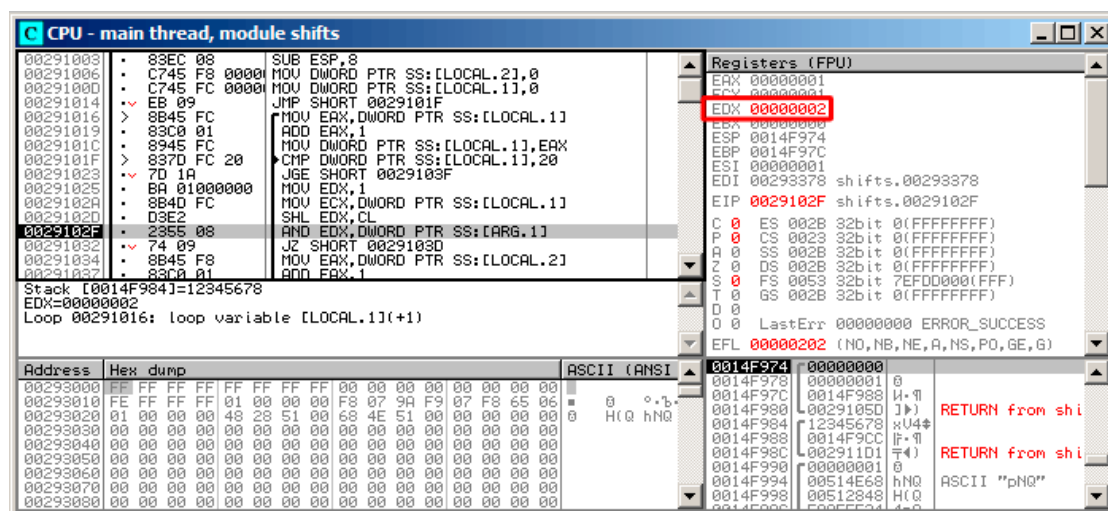 CPU - main thread, module shifts
00291003 · 83EC 08 SUB ESP,8
00291006 · C745 F8 0000 MOV DWORD PTR SS:[LOCAL.2],0
0029100D · C745 FC 0000 MOV DWORD PTR SS:[LOCAL.1],0
00291014 · EB 09 JMP SHORT 0029101F
00291016 > 8B45 FC MOV EAX,DWORD PTR SS:[LOCAL.1]
00291019 · 83C0 01 ADD EAX,1
0029101C · 8945 FC MOV DWORD PTR SS:[LOCAL.1],EAX
0029101F > 837D FC 20 CMP DWORD PTR SS:[LOCAL.1],20
00291023 · 7D 1A JGE SHORT 0029103F
00291025 · BA 01000000 MOV EDX,1
0029102A · 8B4D FC MOV ECX,DWORD PTR SS:[LOCAL.1]
0029102D · D3E2 SHL EDX,CL
0029102F · 2355 08 AND EDX,DWORD PTR SS:[ARG.1]
00291032 · 74 09 JZ SHORT 0029103D
00291034 · 8B45 F8 MOV EAX,DWORD PTR SS:[LOCAL.2]
00291037 · 83C0 01 ADD EAX,1
Stack [0014F984]=12345678
EDX=00000002
Loop 00291016: loop variable [LOCAL.1](+1)
Registers (FPU)
EAX 00000001
ECX 00000001
EDX 00000002
EBX 00000000
ESP 0014F974
EBP 0014F97C
ESI 00000001
EDI 00293378 shifts.00293378
EIP 0029102F shifts.0029102F
C 0 ES 002B 32bit 0(FFFFFFFF)
P 0 CS 0023 32bit 0(FFFFFFFF)
A 0 SS 002B 32bit 0(FFFFFFFF)
Z 0 DS 002B 32bit 0(FFFFFFFF)
S 0 FS 0053 32bit 7EFDD000(FFF)
T 0 GS 002B 32bit 0(FFFFFFFF)
D 0
O 0 LastErr 00000000 ERROR_SUCCESS
EFL 00000202 (NO,NB,NE,A,NS,PO,GE,G)
Address Hex dump ASCII (ANSI
00293000 FF FF FF FF FF FF FF FF 00 00 00 00 00 00 00 00
00293010 FE FF FF FF 01 00 00 00 F8 07 9A F9 07 F8 65 06
00293020 01 00 00 00 48 28 51 00 68 4E 51 00 00 00 00 00 H(Q hNQ
00293030 00 00 00 00 00 00 00 00 00 00 00 00 00 00 00 00
00293040 00 00 00 00 00 00 00 00 00 00 00 00 00 00 00 00
00293050 00 00 00 00 00 00 00 00 00 00 00 00 00 00 00 00
00293060 00 00 00 00 00 00 00 00 00 00 00 00 00 00 00 00
00293070 00 00 00 00 00 00 00 00 00 00 00 00 00 00 00 00
00293080 00 00 00 00 00 00 00 00 00 00 00 00 00 00 00 00
0014F974 00000000
0014F978 00000001
0014F97C 0014F988
0014F980 0029105D RETURN from shi
0014F984 12345678 xV4
0014F988 0014F9CC
0014F98C 002911D1 RETURN from shi
0014F990 00000001
0014F994 00514E68 hNQ ASCII "pNQ"
0014F998 00512848 H(Q